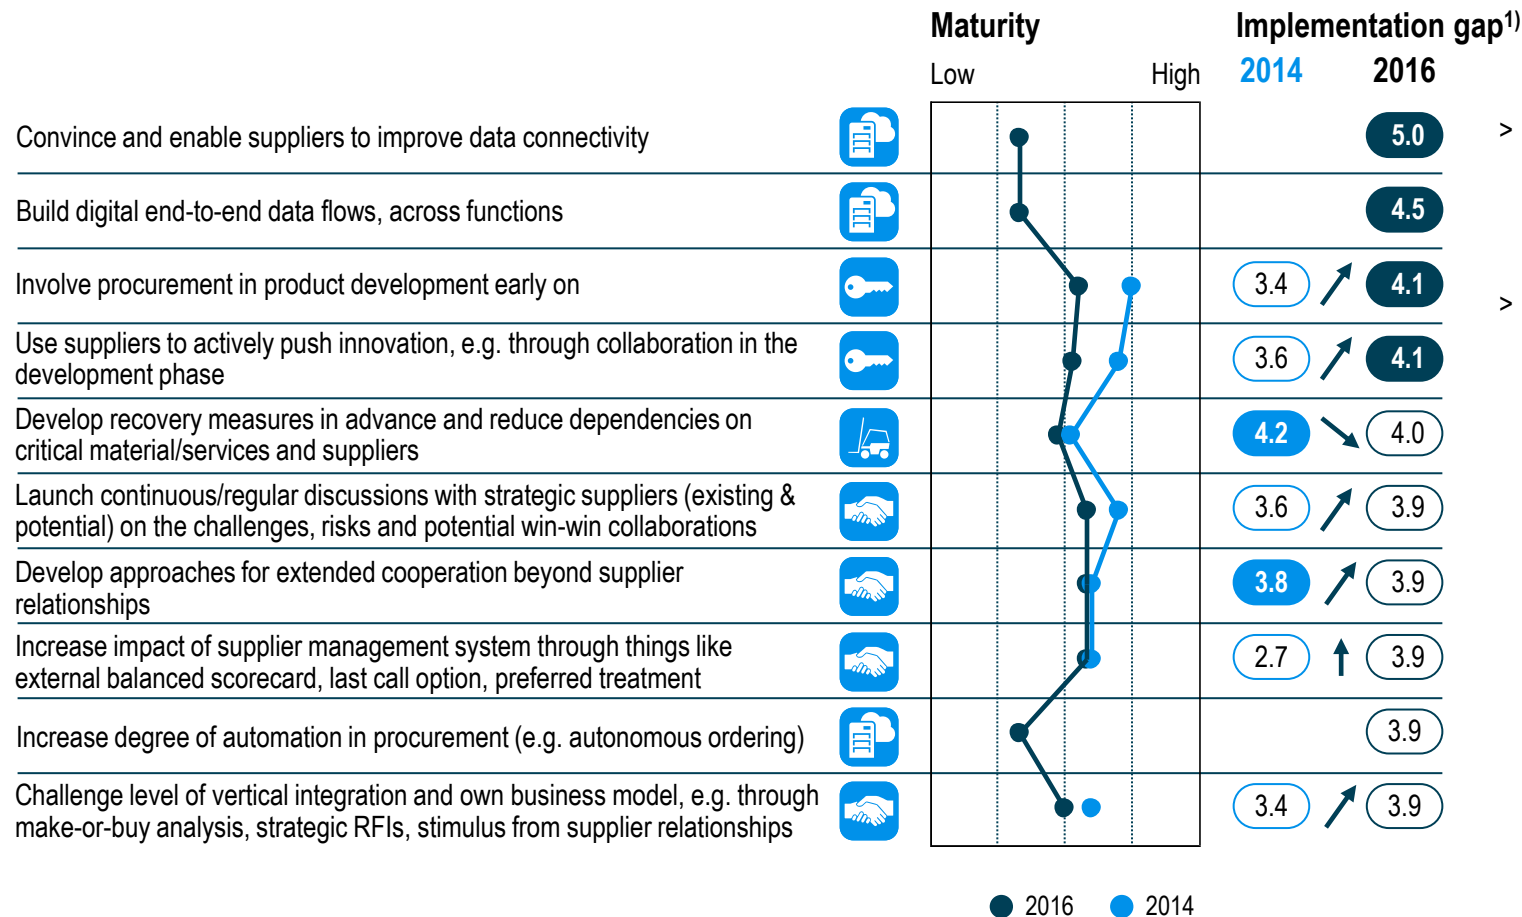 Maturity
Implementation gap1)
Low
High
2014
2016
Convince and enable suppliers to improve data connectivity
5.0
>
Build digital end-to-end data flows, across functions
4.5
Involve procurement in product development early on
3.4
4.1
>
Use suppliers to actively push innovation, e.g. through collaboration in the
development phase
3.6
4.1
Develop recovery measures in advance and reduce dependencies on
critical material/services and suppliers
4.2
4.0
Launch continuous/regular discussions with strategic suppliers (existing &
potential) on the challenges, risks and potential win-win collaborations
3.6
3.9
Develop approaches for extended cooperation beyond supplier
relationships
3.8
3.9
Increase impact of supplier management system through things like
external balanced scorecard, last call option, preferred treatment
2.7
3.9
Increase degree of automation in procurement (e.g. autonomous ordering)
3.9
Challenge level of vertical integration and own business model, e.g. through
make-or-buy analysis, strategic RFIs, stimulus from supplier relationships
3.4
3.9
2016
2014